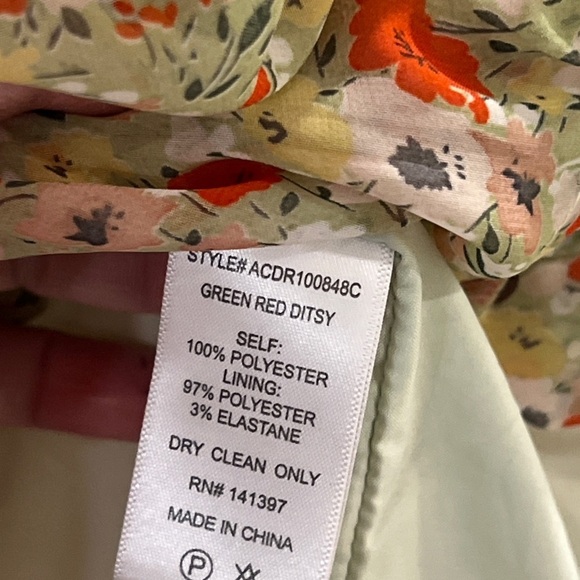 STYLE# ACDR100848C
GREEN RED DITSY
SELF:
100% POLYESTER
LINING:
97% POLYESTER
3% ELASTANE
DRY CLEAN ONLY
RN# 141397
MADE IN CHINA
P